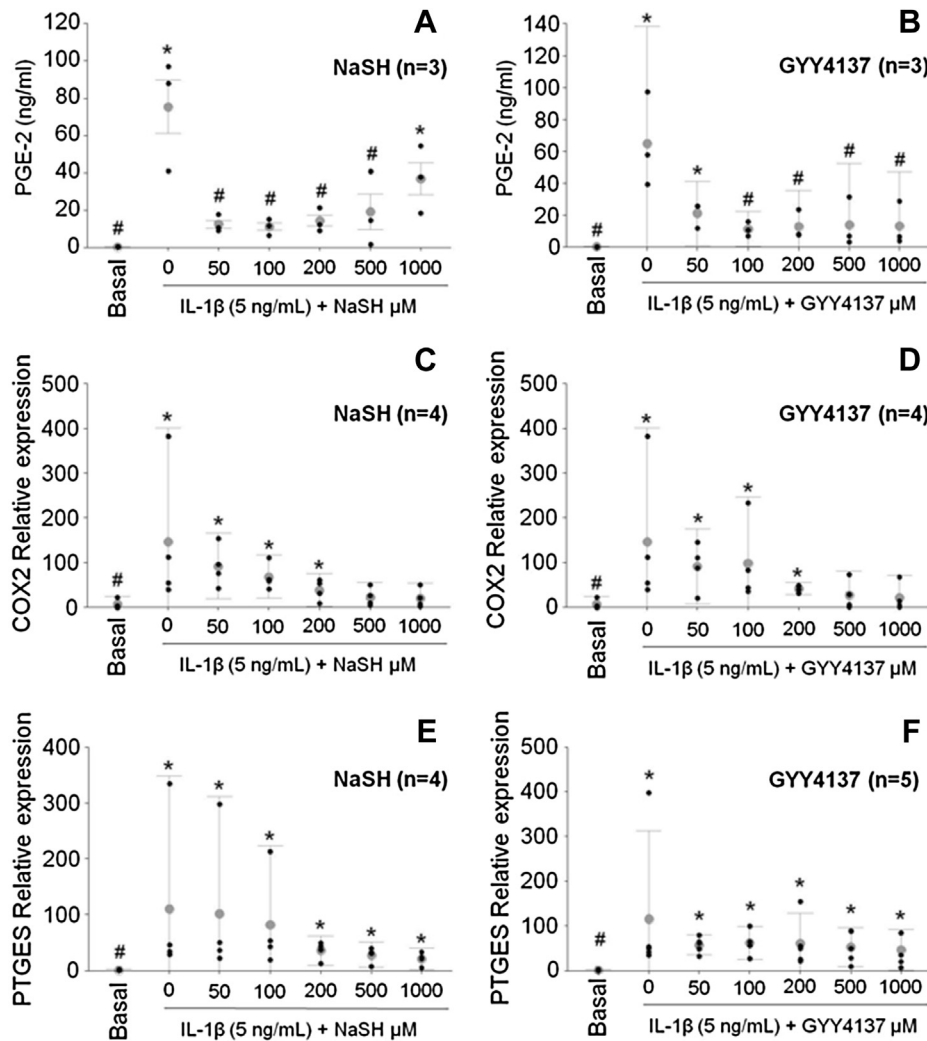 A
NaSH (n=3)
PGE-2 (ng/ml)
120
100
80
60
40
20
0
*
#
#
#
#
#
*
Basal
0 50 100 200 500 1000
IL-1β (5 ng/mL) + NaSH µM
B
GYY4137 (n=3)
PGE-2 (ng/ml)
140
120
100
80
60
40
20
0
*
#
*
#
#
#
#
Basal
0 50 100 200 500 1000
IL-1β (5 ng/mL) + GYY4137 µM
C
NaSH (n=4)
COX2 Relative expression
500
400
300
200
100
0
#
*
*
*
*
Basal
0 50 100 200 500 1000
IL-1β (5 ng/mL) + NaSH µM
D
GYY4137 (n=4)
COX2 Relative expression
500
400
300
200
100
0
#
*
*
*
*
Basal
0 50 100 200 500 1000
IL-1β (5 ng/mL) + GYY4137 µM
E
NaSH (n=4)
PTGES Relative expression
400
300
200
100
0
#
*
*
*
*
*
*
Basal
0 50 100 200 500 1000
IL-1β (5 ng/mL) + NaSH µM
F
GYY4137 (n=5)
PTGES Relative expression
500
400
300
200
100
0
#
*
*
*
*
*
*
Basal
0 50 100 200 500 1000
IL-1β (5 ng/mL) + GYY4137 µM